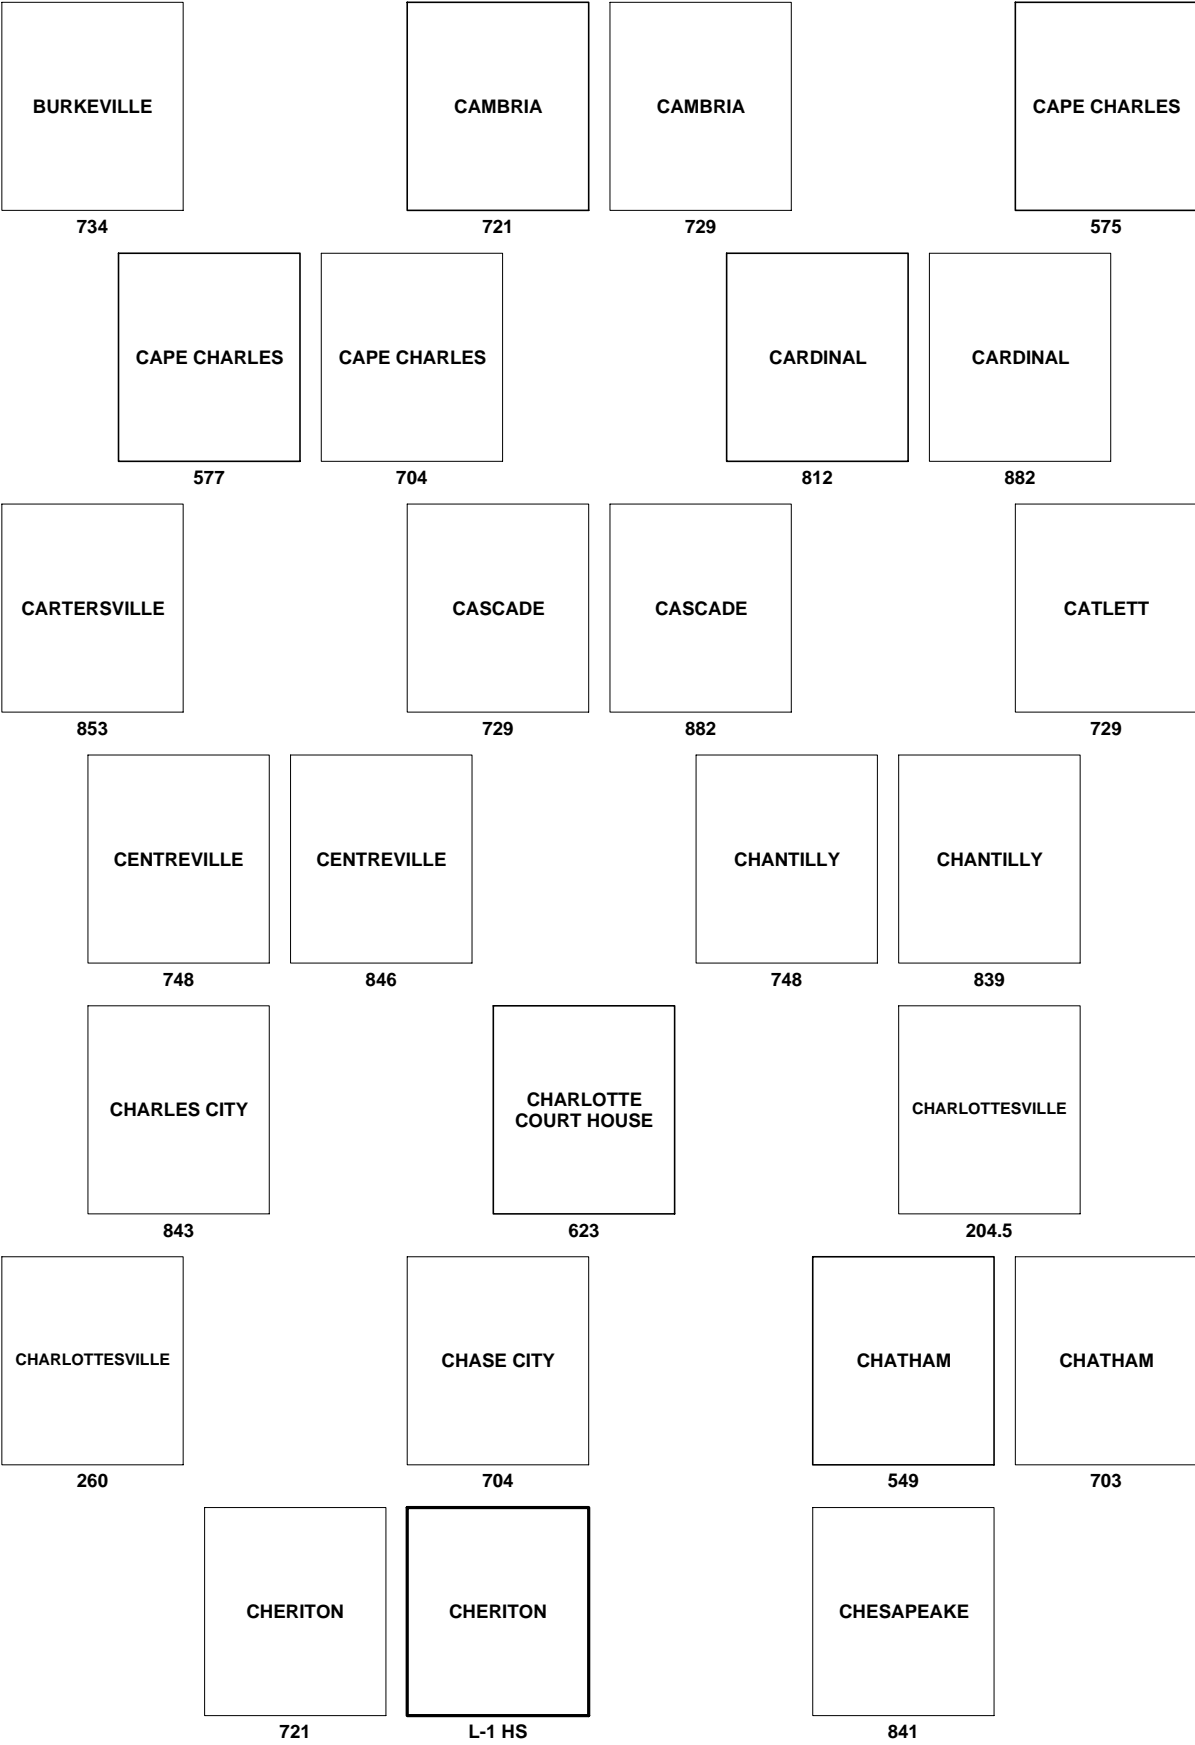 BURKEVILLE
CAMBRIA
CAMBRIA
CAPE CHARLES
734
721
729
575
CAPE CHARLES
CAPE CHARLES
CARDINAL
CARDINAL
577
704
812
882
CARTERSVILLE
CASCADE
CASCADE
CATLETT
853
729
882
729
CENTREVILLE
CENTREVILLE
CHANTILLY
CHANTILLY
748
846
748
839
CHARLES CITY
CHARLOTTE
COURT HOUSE
CHARLOTTESVILLE
843
623
204.5
CHARLOTTESVILLE
CHASE CITY
CHATHAM
CHATHAM
260
704
549
703
CHERITON
CHERITON
CHESAPEAKE
721
L-1 HS
841